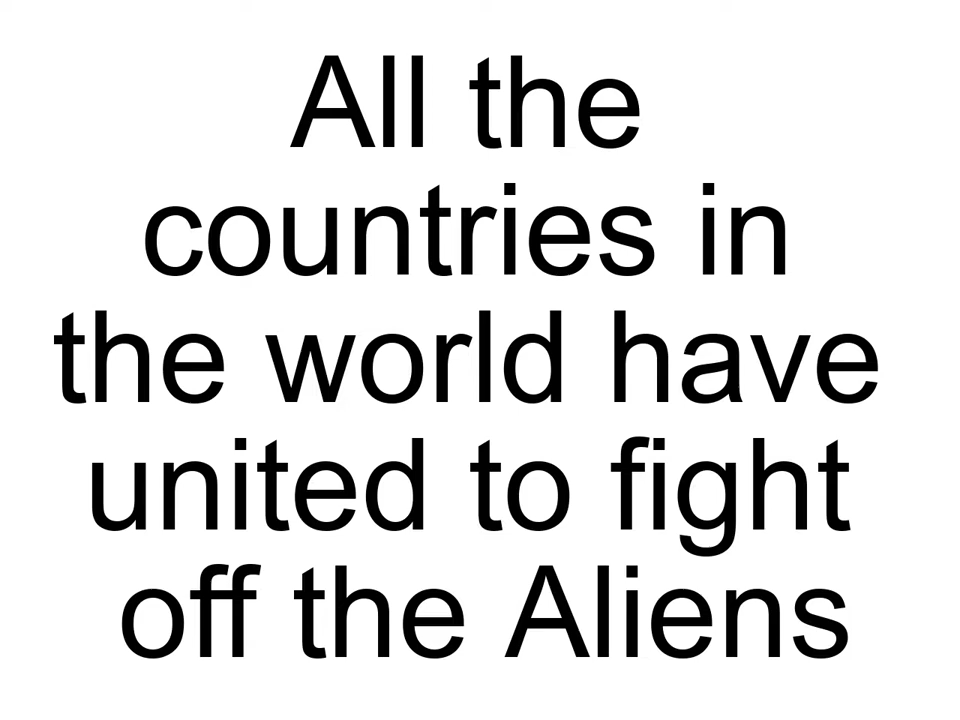 All the
countries in
the world have
united to fight
off the Aliens